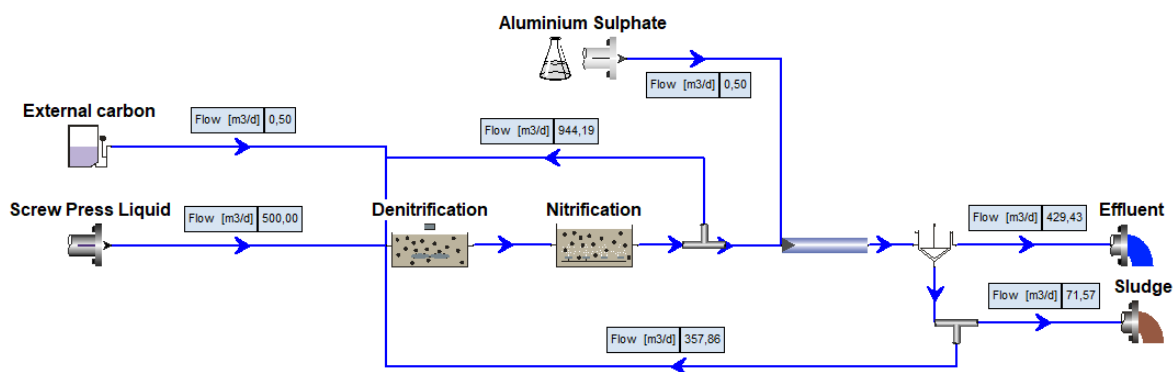 Aluminium Sulphate
Flow [m3/d] 0,50
External carbon
Flow [m3/d] 0,50
Flow [m3/d] 944,19
Screw Press Liquid
Flow [m3/d] 500,00
Denitrification
Nitrification
Flow [m3/d] 429,43
Effluent
Flow [m3/d] 71,57
Sludge
Flow [m3/d] 357,86